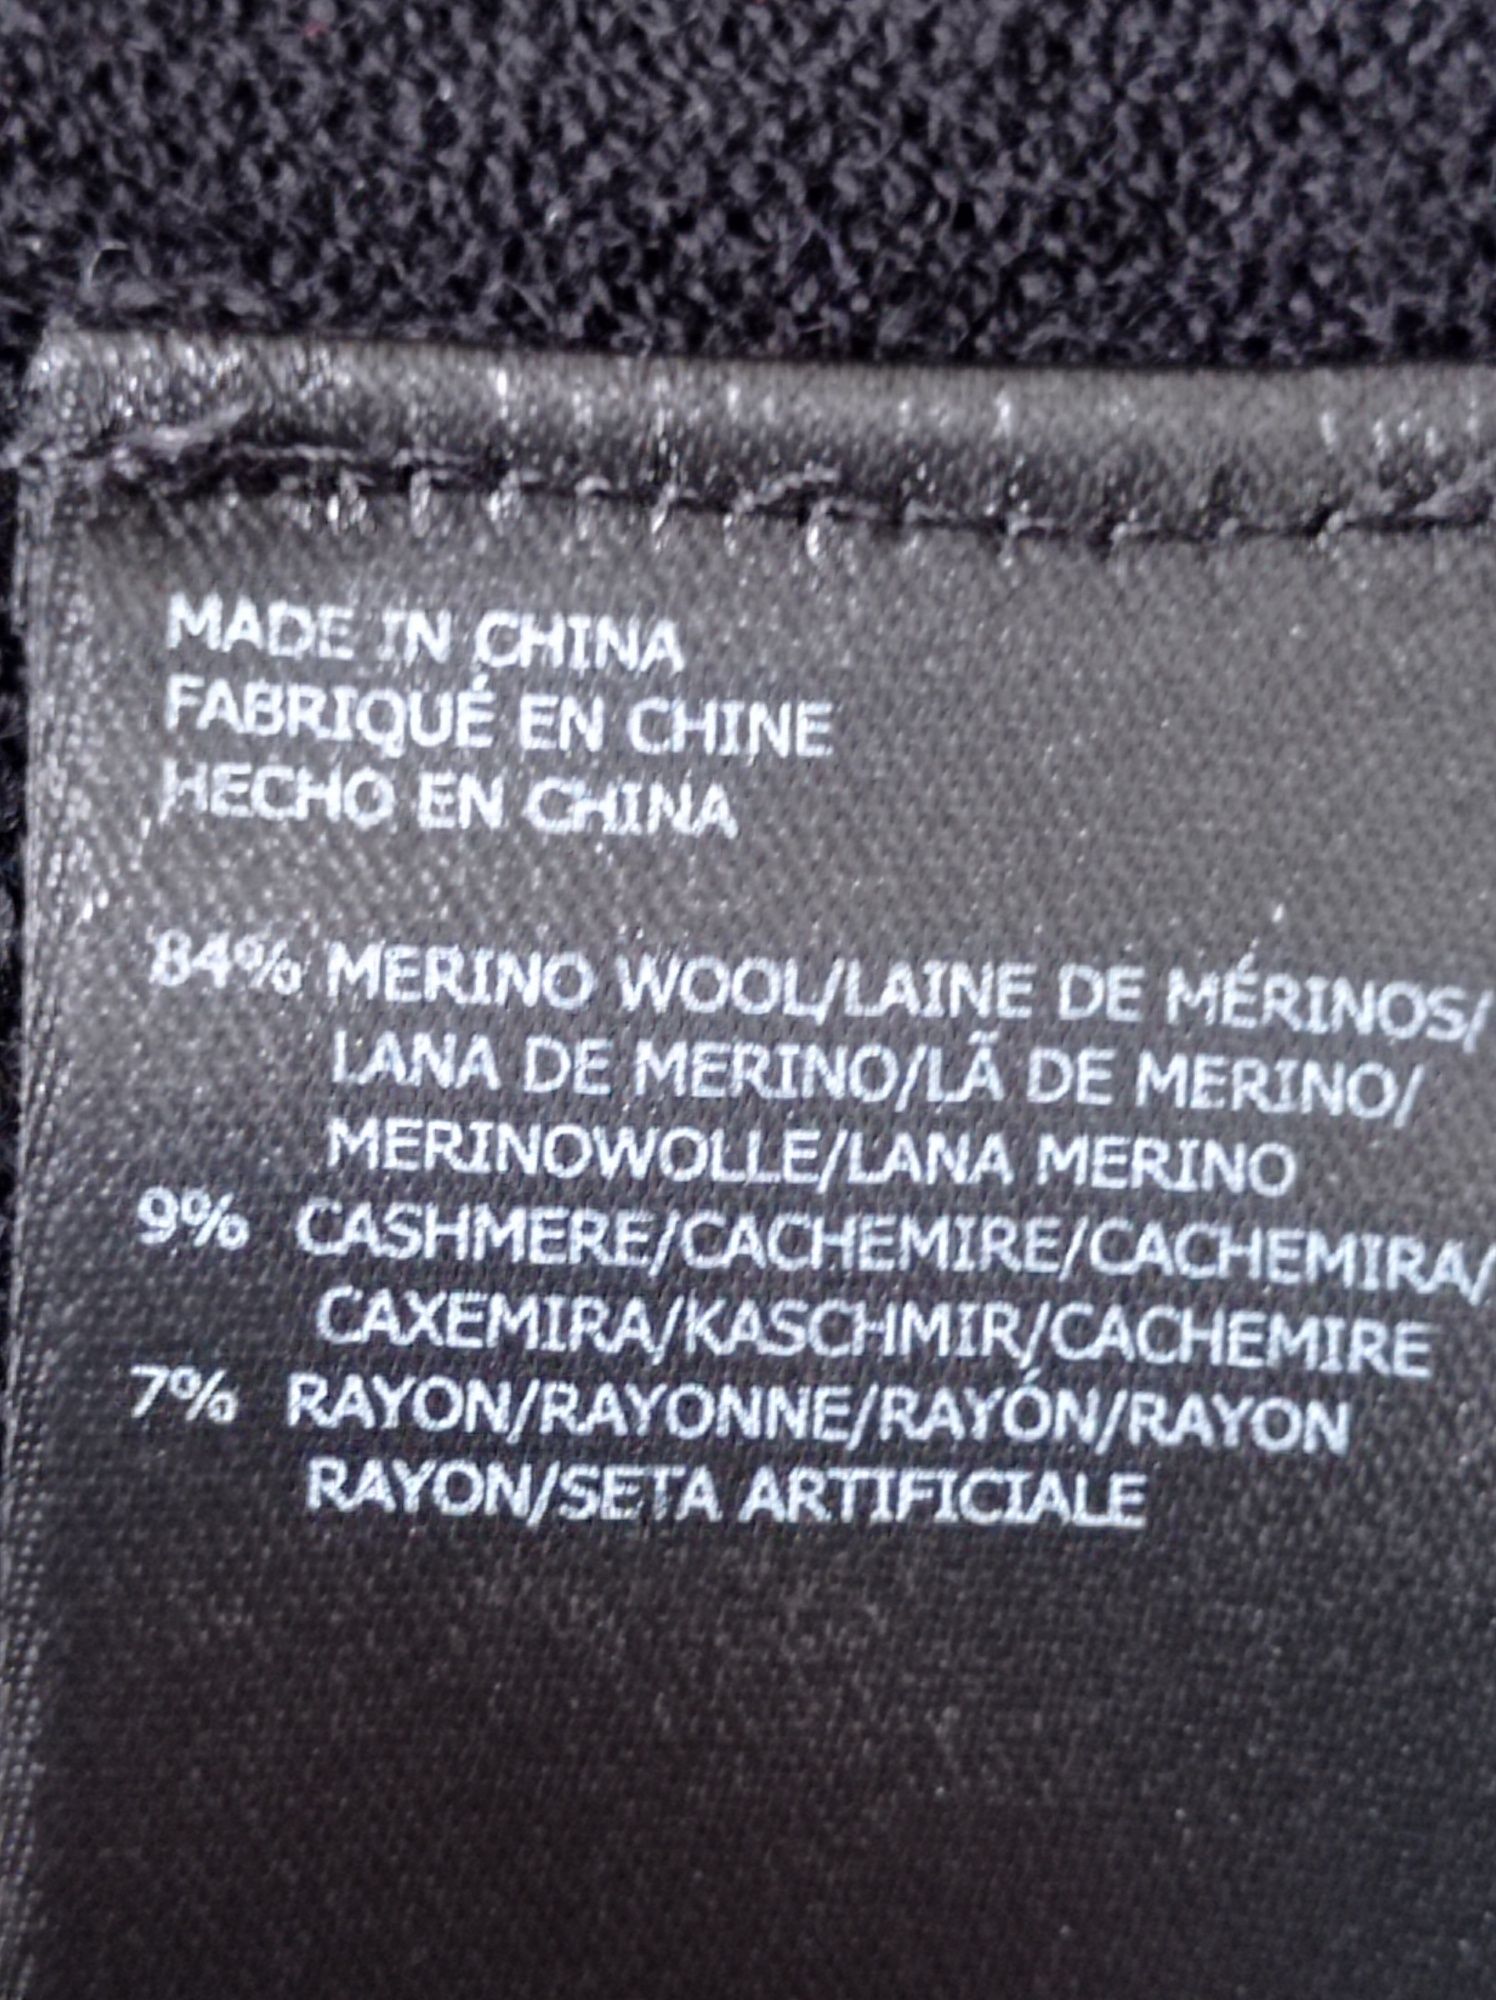 MADE IN CHINA
FABRIQUÉ EN CHINE
HECHO EN CHINA
84% MERINO WOOL/LAINE DE MÉRINOS/
LANA DE MERINO/LÃ DE MERINO/
MERINOWOLLE/LANA MERINO
9% CASHMERE/CACHEMIRE/CACHEMIRA/
CAXEMIRA/KASCHMIR/CACHEMIRE
7% RAYON/RAYONNE/RAYÓN/RAYON
RAYON/SETA ARTIFICIALE